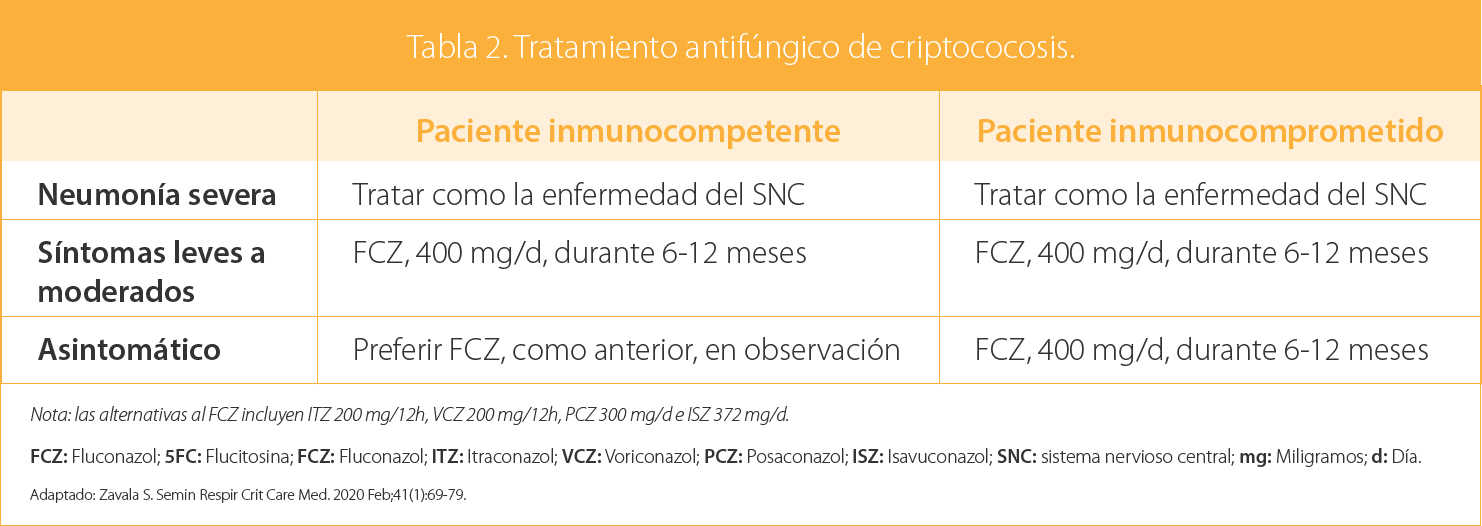 Tabla 2. Tratamiento antifúngico de criptococosis.
Paciente inmunocompetente Paciente inmunocomprometido
Neumonía severa Tratar como la enfermedad del SNC Tratar como la enfermedad del SNC
Síntomas leves a FCZ, 400 mg/d, durante 6-12 meses FCZ, 400 mg/d, durante 6-12 meses
moderados
Asintomático Preferir FCZ, como anterior, en observación FCZ, 400 mg/d, durante 6-12 meses
Nota: las alternativas al FCZ incluyen ITZ 200 mg/12h, VCZ 200 mg/12h, PCZ 300 mg/d e ISZ 372 mg/d.
FCZ: Fluconazol; 5FC: Flucitosina; FCZ: Fluconazol; ITZ: Itraconazol; VCZ: Voriconazol; PCZ: Posaconazol; ISZ: Isavuconazol; SNC: sistema nervioso central; mg: Miligramos; d: Día.
Adaptado: Zavala S. Semin Respir Crit Care Med. 2020 Feb;41(1):69-79.